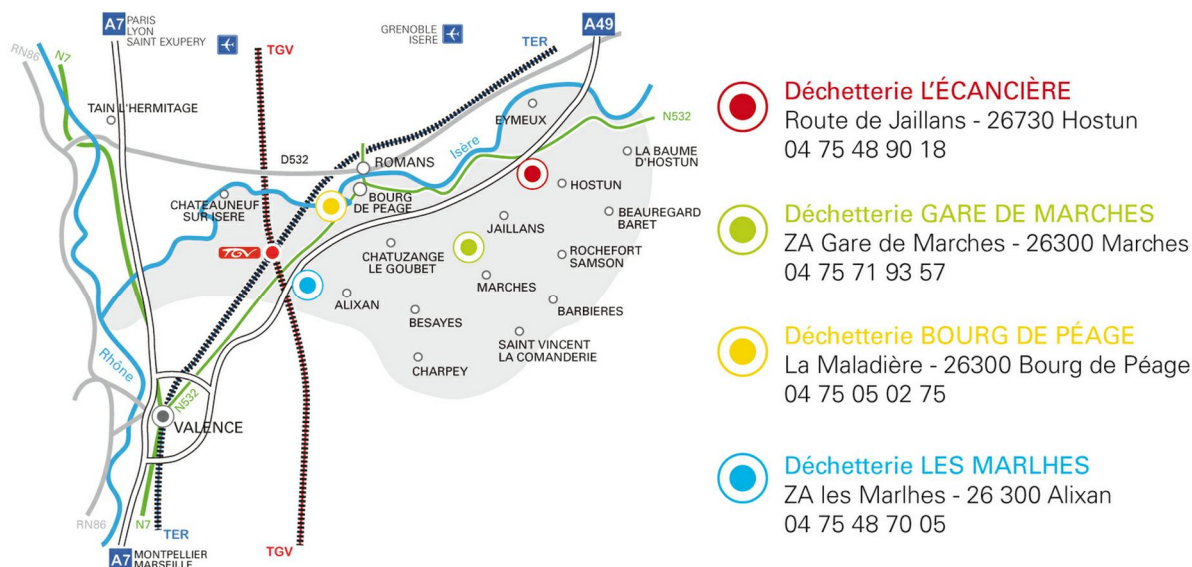 A7
PARIS
LYON
SAINT EXUPERY
RN86
N7
TGV
GRENOBLE
ISERE
TER
A49
TAIN L'HERMITAGE
D532
ROMANS
Isère
EYMEUX
N532
LA BAUME
D'HOSTUN
HOSTUN
CHATEAUNEUF
SUR ISERE
BOURG
DE PEAGE
JAILLANS
BEAUREGARD
BARET
TGV
CHATUZANGE
LE GOUBET
ROCHEFORT
SAMSON
MARCHES
ALIXAN
BESAYES
BARBIERES
SAINT VINCENT
LA COMANDERIE
CHARPEY
Rhône
N532
VALENCE
RN86
N7
TER
TGV
A7
MONTPELLIER
MARSEILLE
Déchetterie L'ÉCANCIÈRE
Route de Jaillans - 26730 Hostun
04 75 48 90 18
Déchetterie GARE DE MARCHES
ZA Gare de Marches - 26300 Marches
04 75 71 93 57
Déchetterie BOURG DE PÉAGE
La Maladière - 26300 Bourg de Péage
04 75 05 02 75
Déchetterie LES MARLHES
ZA les Marlhes - 26 300 Alixan
04 75 48 70 05